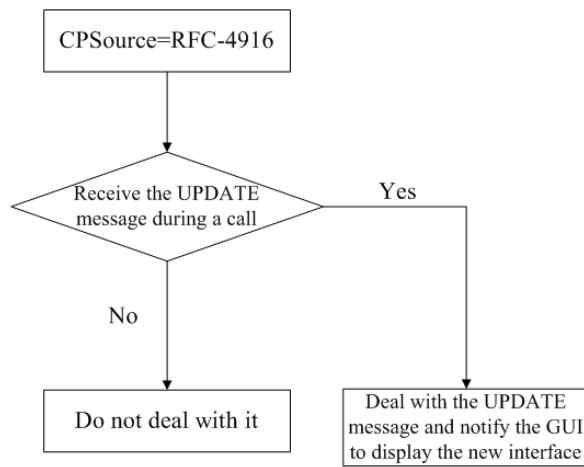 CPSource=RFC-4916
Receive the UPDATE
message during a call
Yes
No
Do not deal with it
Deal with the UPDATE
message and notify the GUI
to display the new interface